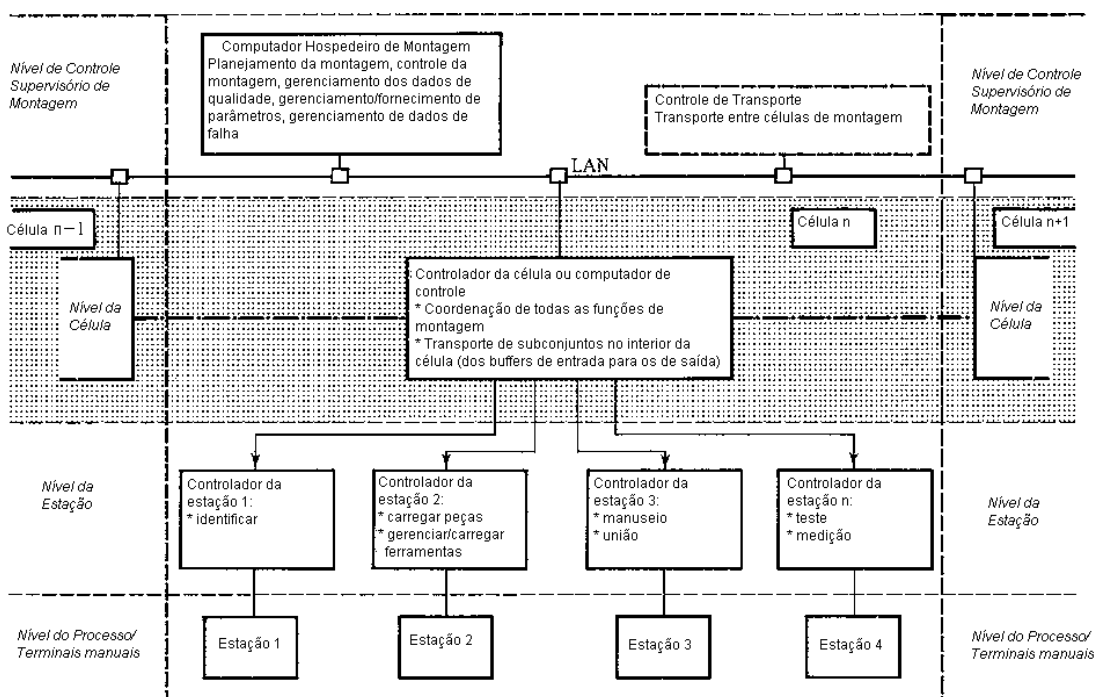 Nível de Controle
Supervisório de
Montagem
Computador Hospedeiro de Montagem
Planejamento da montagem, controle da
montagem, gerenciamento dos dados de
qualidade, gerenciamento/fornecimento de
parâmetros, gerenciamento de dados de
falha
Controle de Transporte
Transporte entre células de montagem
Nível de Controle
Supervisório de
Montagem
LAN
Célula n-1
Célula n
Célula n+1
Nível da
Célula
Controlador da célula ou computador de
controle
* Coordenação de todas as funções de
montagem
* Transporte de subconjuntos no interior da
célula (dos buffers de entrada para os de saída)
Nível da
Célula
Nível da
Estação
Controlador da
estação 1:
* identificar
Controlador da
estação 2:
* carregar peças
* gerenciar/carregar
ferramentas
Controlador da
estação 3:
* manuseio
* união
Controlador da
estação n:
* teste
* medição
Nível da
Estação
Nível do Processo/
Terminais manuais
Estação 1
Estação 2
Estação 3
Estação 4
Nível do Processo/
Terminais manuais